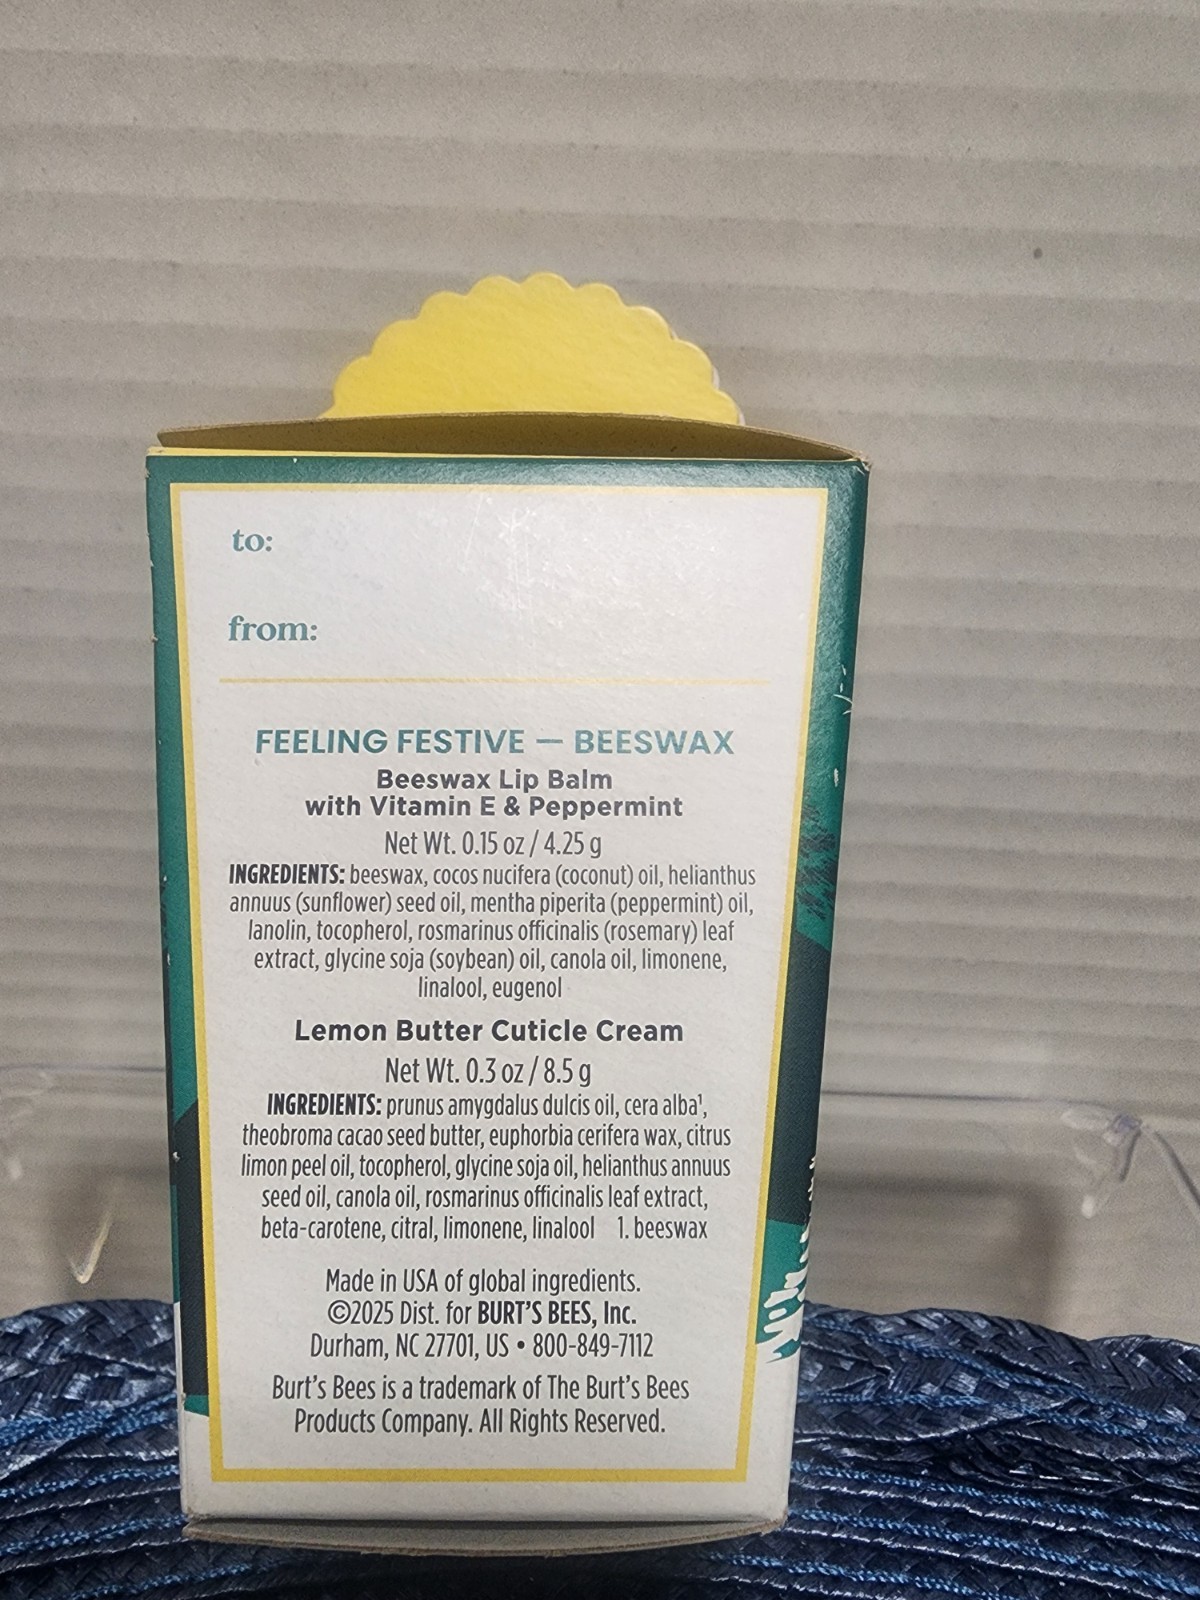 to:
from:
FEELING FESTIVE — BEESWAX
Beeswax Lip Balm
with Vitamin E & Peppermint
Net Wt. 0.15 oz / 4.25 g
INGREDIENTS: beeswax, cocos nucifera (coconut) oil, helianthus
annuus (sunflower) seed oil, mentha piperita (peppermint) oil,
lanolin, tocopherol, rosmarinus officinalis (rosemary) leaf
extract, glycine soja (soybean) oil, canola oil, limonene,
linalool, eugenol
Lemon Butter Cuticle Cream
Net Wt. 0.3 oz / 8.5 g
INGREDIENTS: prunus amygdalus dulcis oil, cera alba¹,
theobroma cacao seed butter, euphorbia cerifera wax, citrus
limon peel oil, tocopherol, glycine soja oil, helianthus annuus
seed oil, canola oil, rosmarinus officinalis leaf extract,
beta-carotene, citral, limonene, linalool 1. beeswax
Made in USA of global ingredients.
©2025 Dist. for BURT'S BEES, Inc.
Durham, NC 27701, US • 800-849-7112
Burt's Bees is a trademark of The Burt's Bees
Products Company. All Rights Reserved.